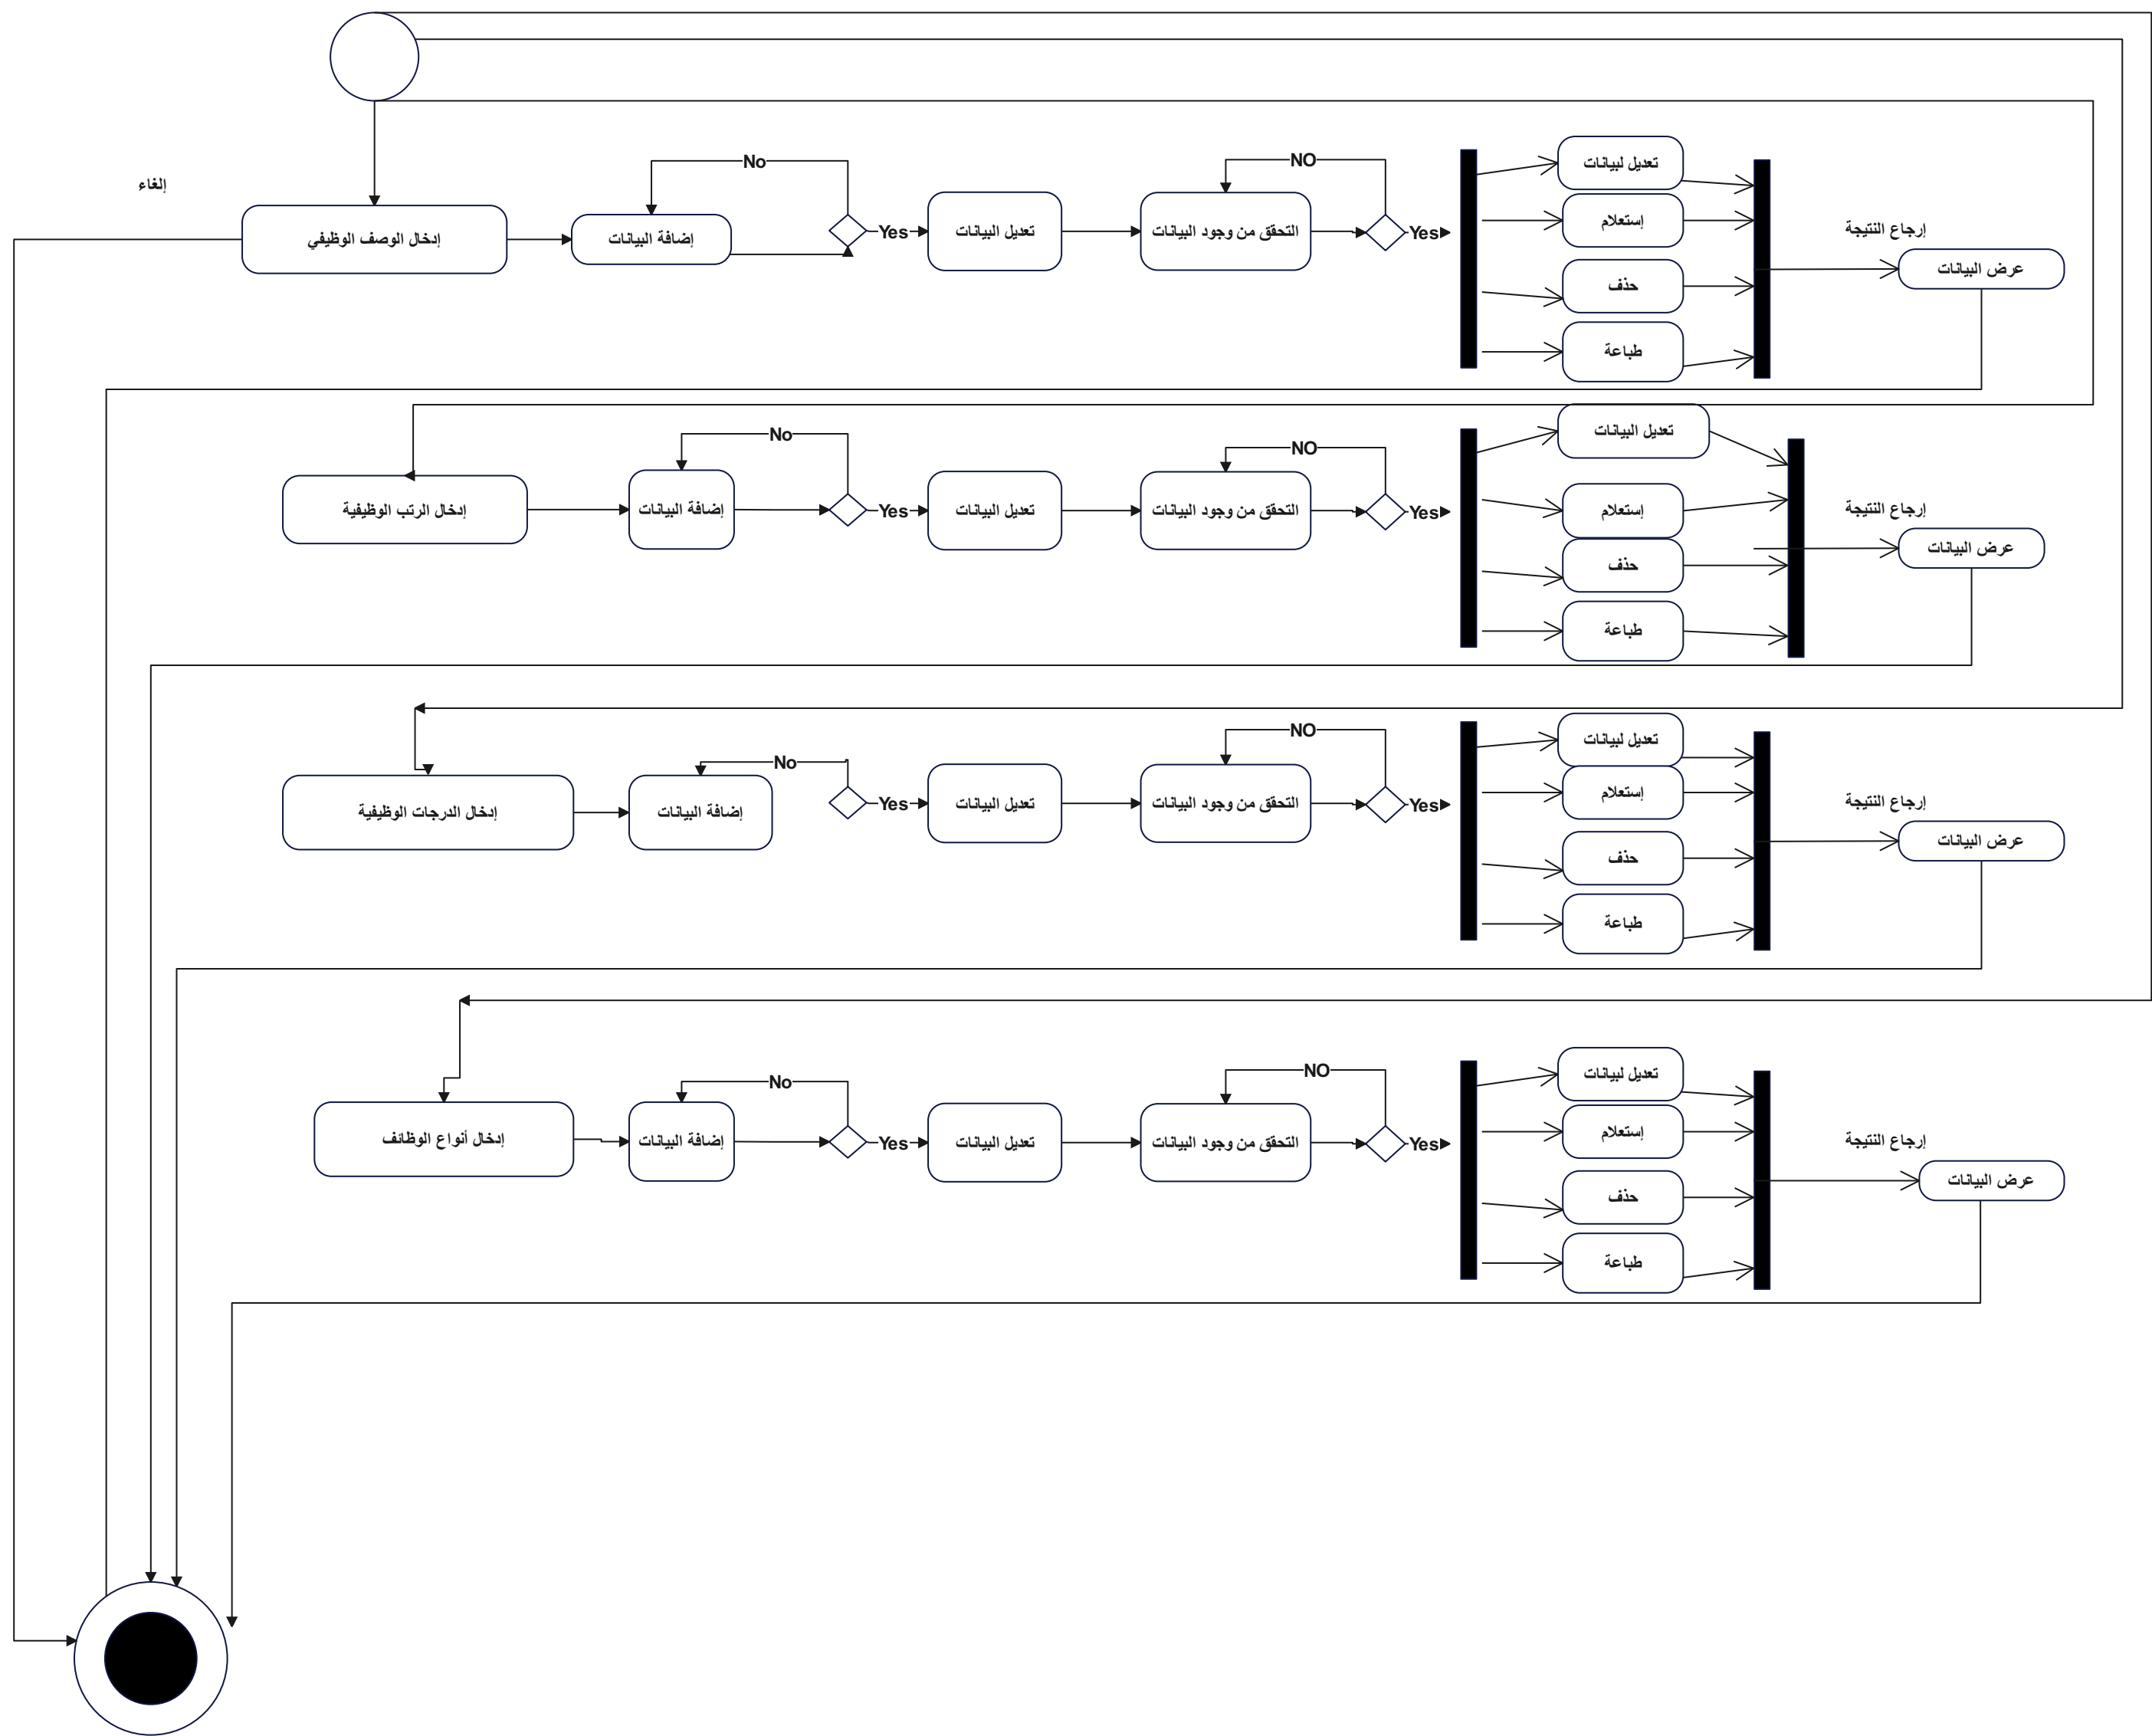 إلغاء
إدخال الوصف الوظيفي
إضافة البيانات
No
Yes
تعديل البيانات
التحقق من وجود البيانات
NO
Yes
تعديل لبيانات
إستعلام
حذف
طباعة
إرجاع النتيجة
عرض البيانات
إدخال الرتب الوظيفية
إضافة البيانات
No
Yes
تعديل البيانات
التحقق من وجود البيانات
NO
Yes
تعديل البيانات
إستعلام
حذف
طباعة
إرجاع النتيجة
عرض البيانات
إدخال الدرجات الوظيفية
إضافة البيانات
No
Yes
تعديل البيانات
التحقق من وجود البيانات
NO
Yes
تعديل لبيانات
إستعلام
حذف
طباعة
إرجاع النتيجة
عرض البيانات
إدخال أنواع الوظائف
إضافة البيانات
No
Yes
تعديل البيانات
التحقق من وجود البيانات
NO
Yes
تعديل لبيانات
إستعلام
حذف
طباعة
إرجاع النتيجة
عرض البيانات